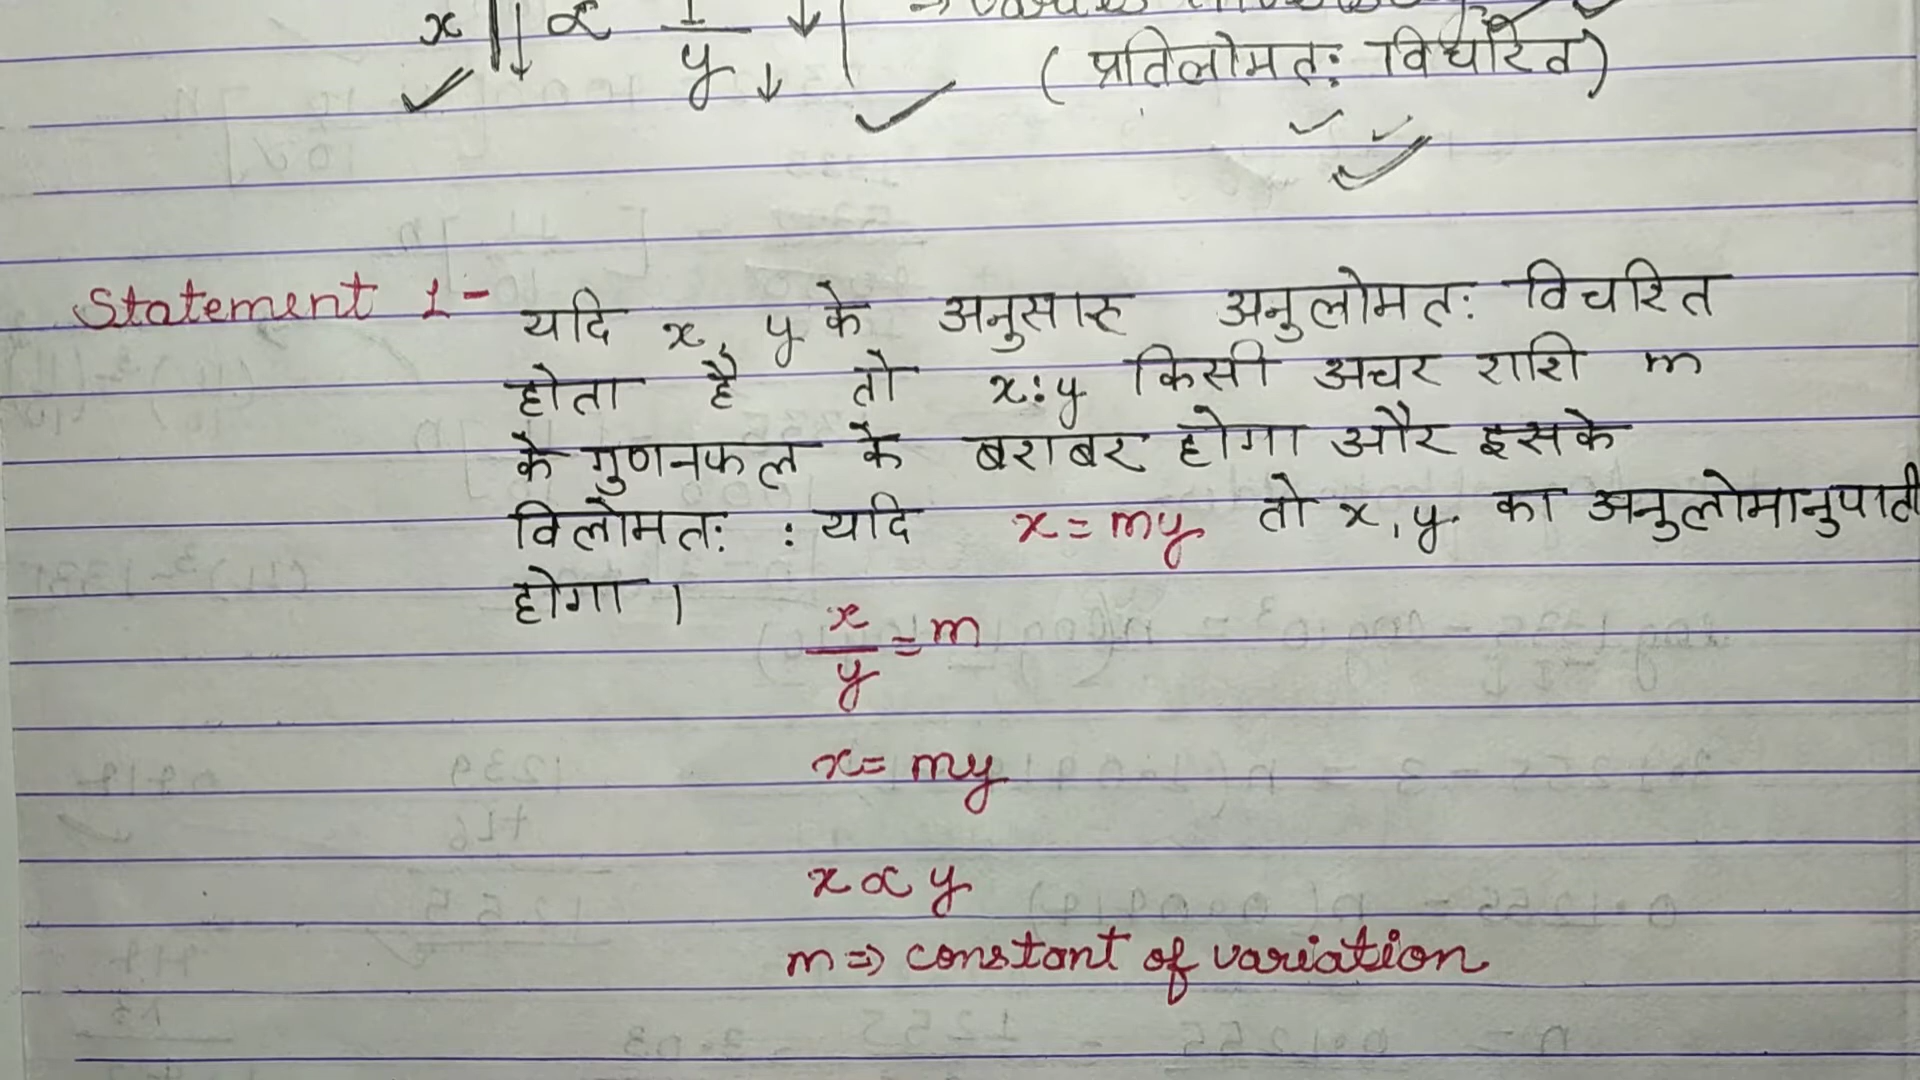 x ∝ 1/y
(प्रतिलोमतः विचरित)
Statement 1- यदि x, y के अनुसार अनुलोमतः विचरित
होता है तो x:y किसी अचर राशि m
के गुणनफल के बराबर होगा और इसके
विलोमतः : यदि x = my तो x, y का अनुलोमानुपाती
होगा ।
x/y = m
x = my
x ∝ y
m ⇒ constant of variation